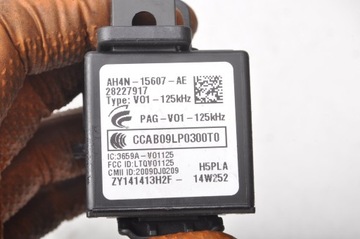 AH4N-15607-AE
28227917
Type: V01-125kHz
PAG-V01-125kHz
CCAB09LP0300T0
IC:3659A-V01125
FCC ID:LTQV01125
CMII ID:2009DJ0209
H5PLA
ZY141413H2F - 14W252